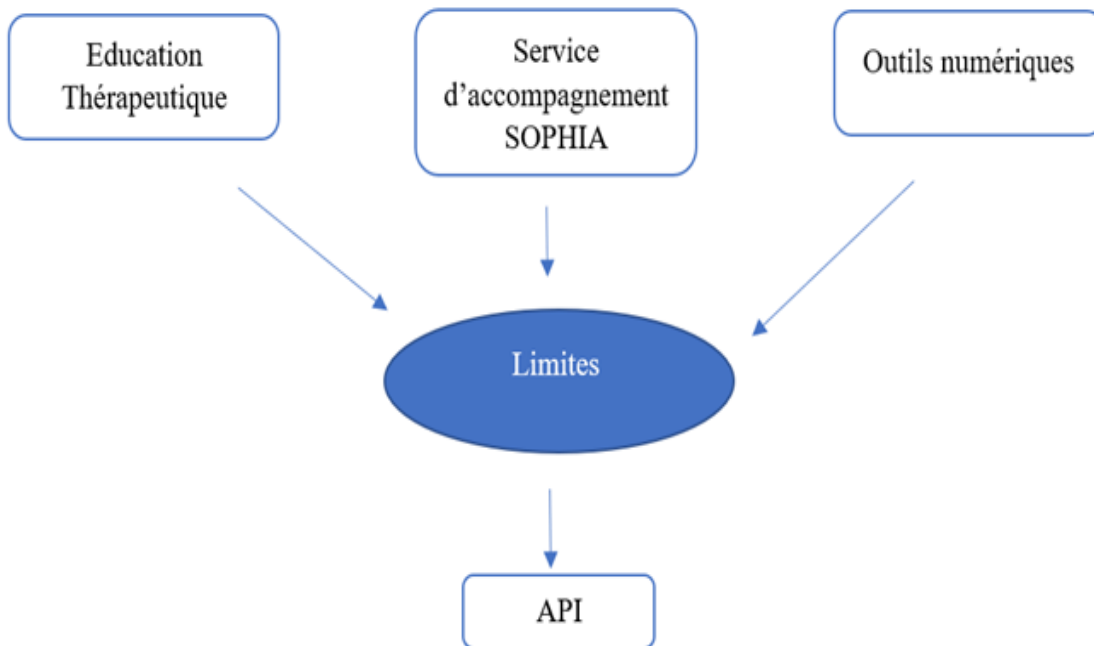 Education
Thérapeutique
Service
d’accompagnement
SOPHIA
Outils numériques
Limites
API